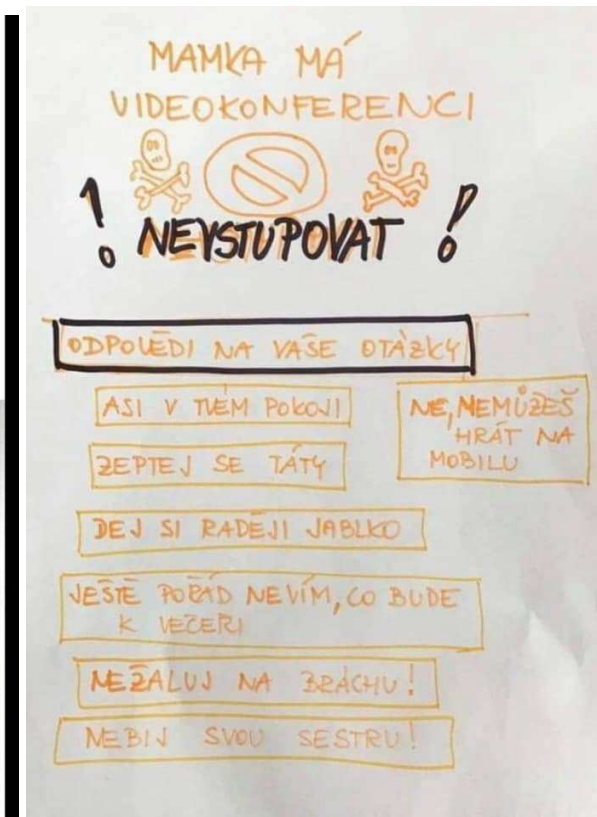 MAMKA MÁ
VIDEOKONFERENCI
! NEVSTUPOVAT !
ODPOVĚDI NA VAŠE OTÁZKY
ASI V TVÉM POKOJI
NE, NEMŮŽEŠ
HRÁT NA
MOBILU
ZEPTEJ SE TÁTY
DEJ SI RADĚJI JABLKO
JEŠTĚ POŘÁD NEVÍM, CO BUDE
K VEČEŘI
NEŽALUJ NA BRÁCHU!
NEBIJ SVOU SESTRU!